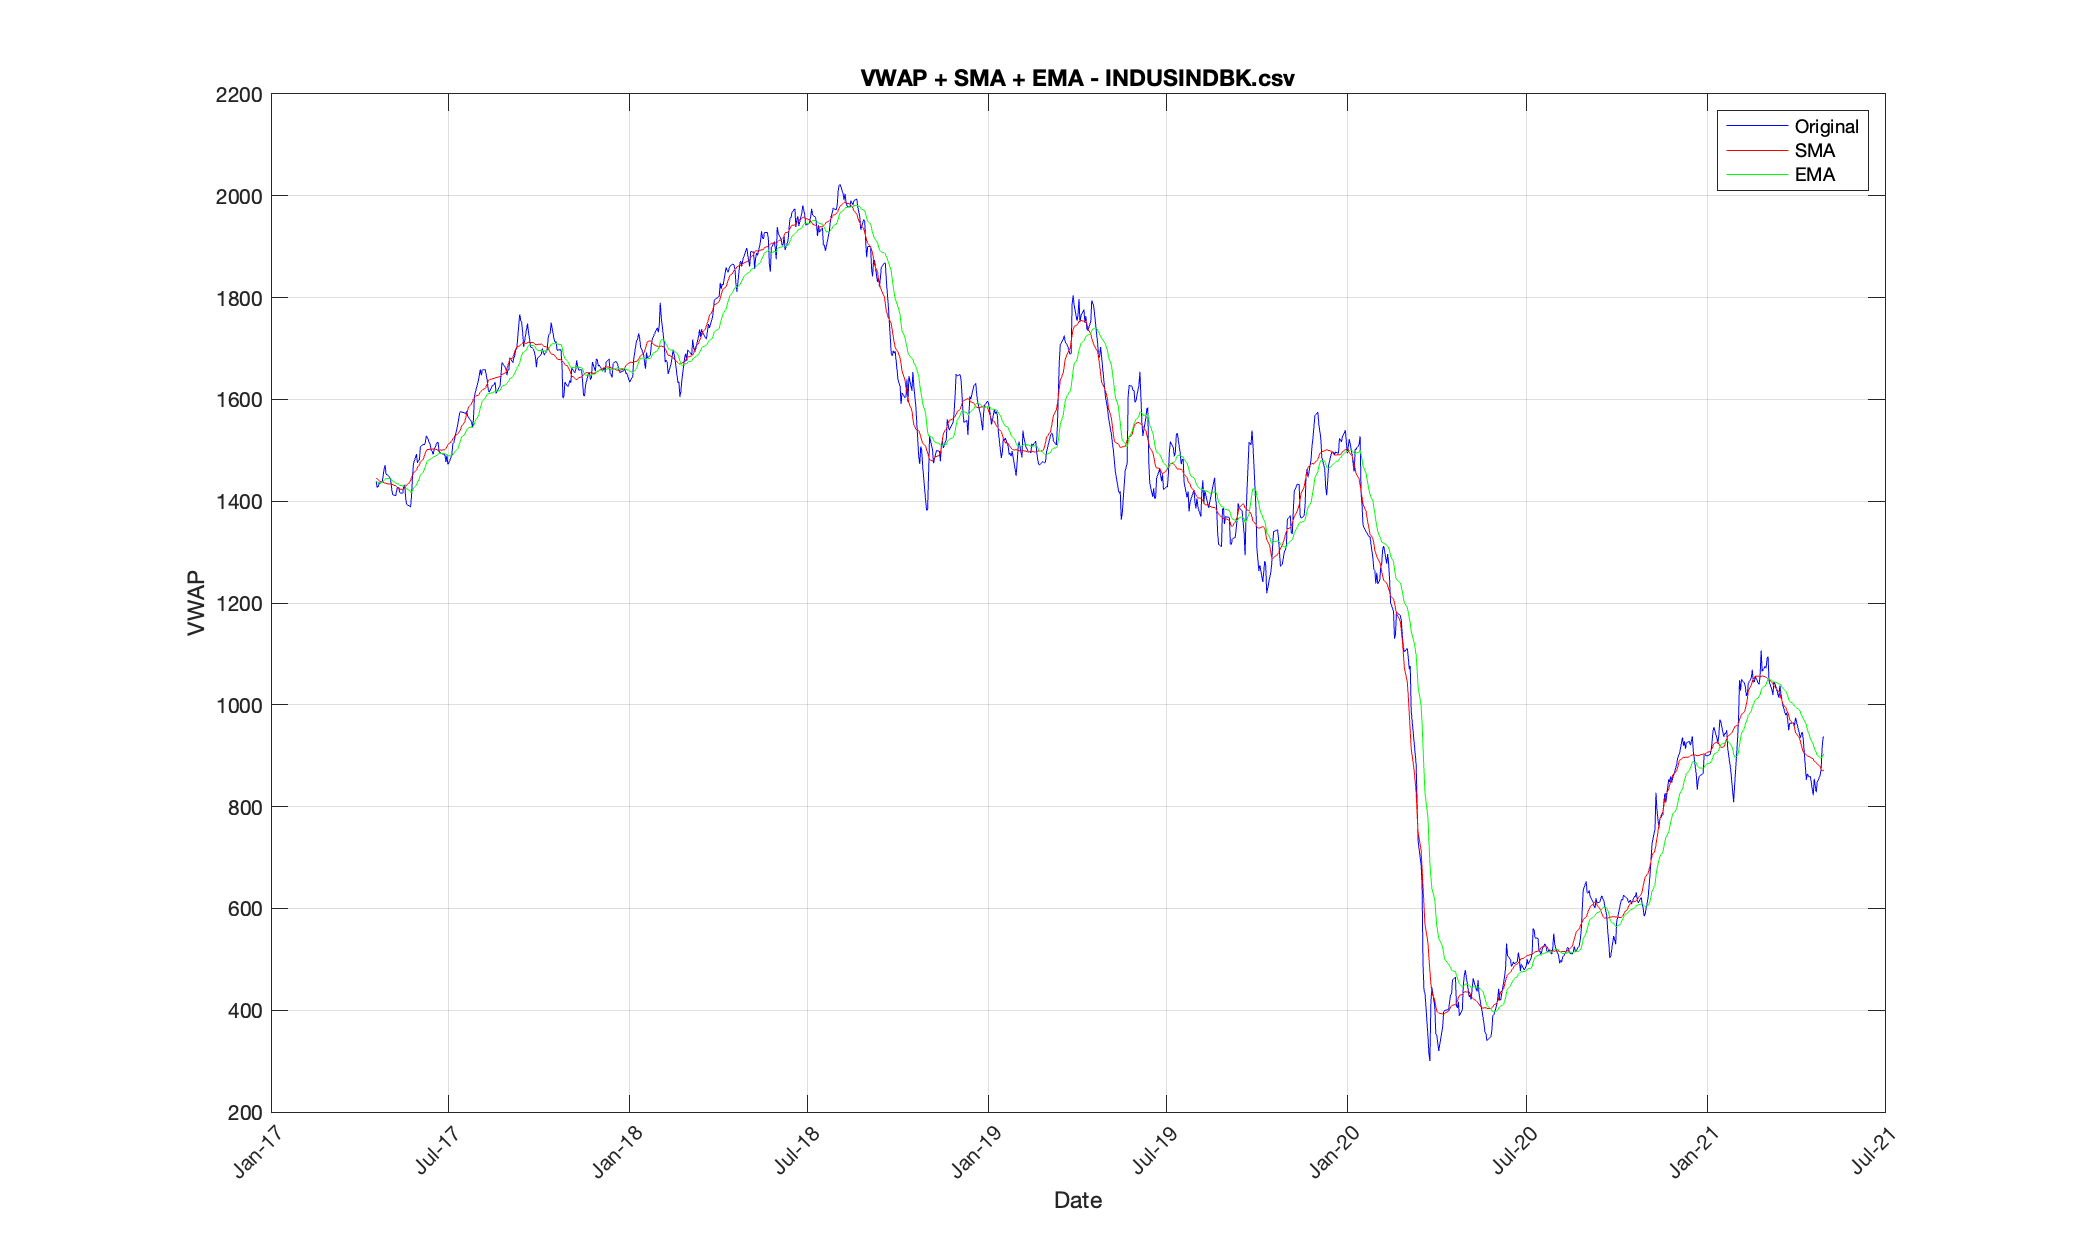 VWAP + SMA + EMA - INDUSINDBK.csv
2200
2000
1800
1600
1400
1200
1000
800
600
400
200
VWAP
Original
SMA
EMA
Jan-17
Jul-17
Jan-18
Jul-18
Jan-19
Jul-19
Jan-20
Jul-20
Jan-21
Jul-21
Date